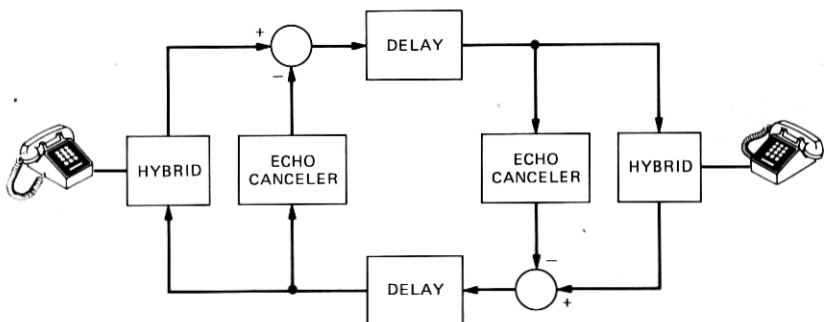 +
−
DELAY
HYBRID
ECHO
CANCELER
ECHO
CANCELER
HYBRID
DELAY
−
+